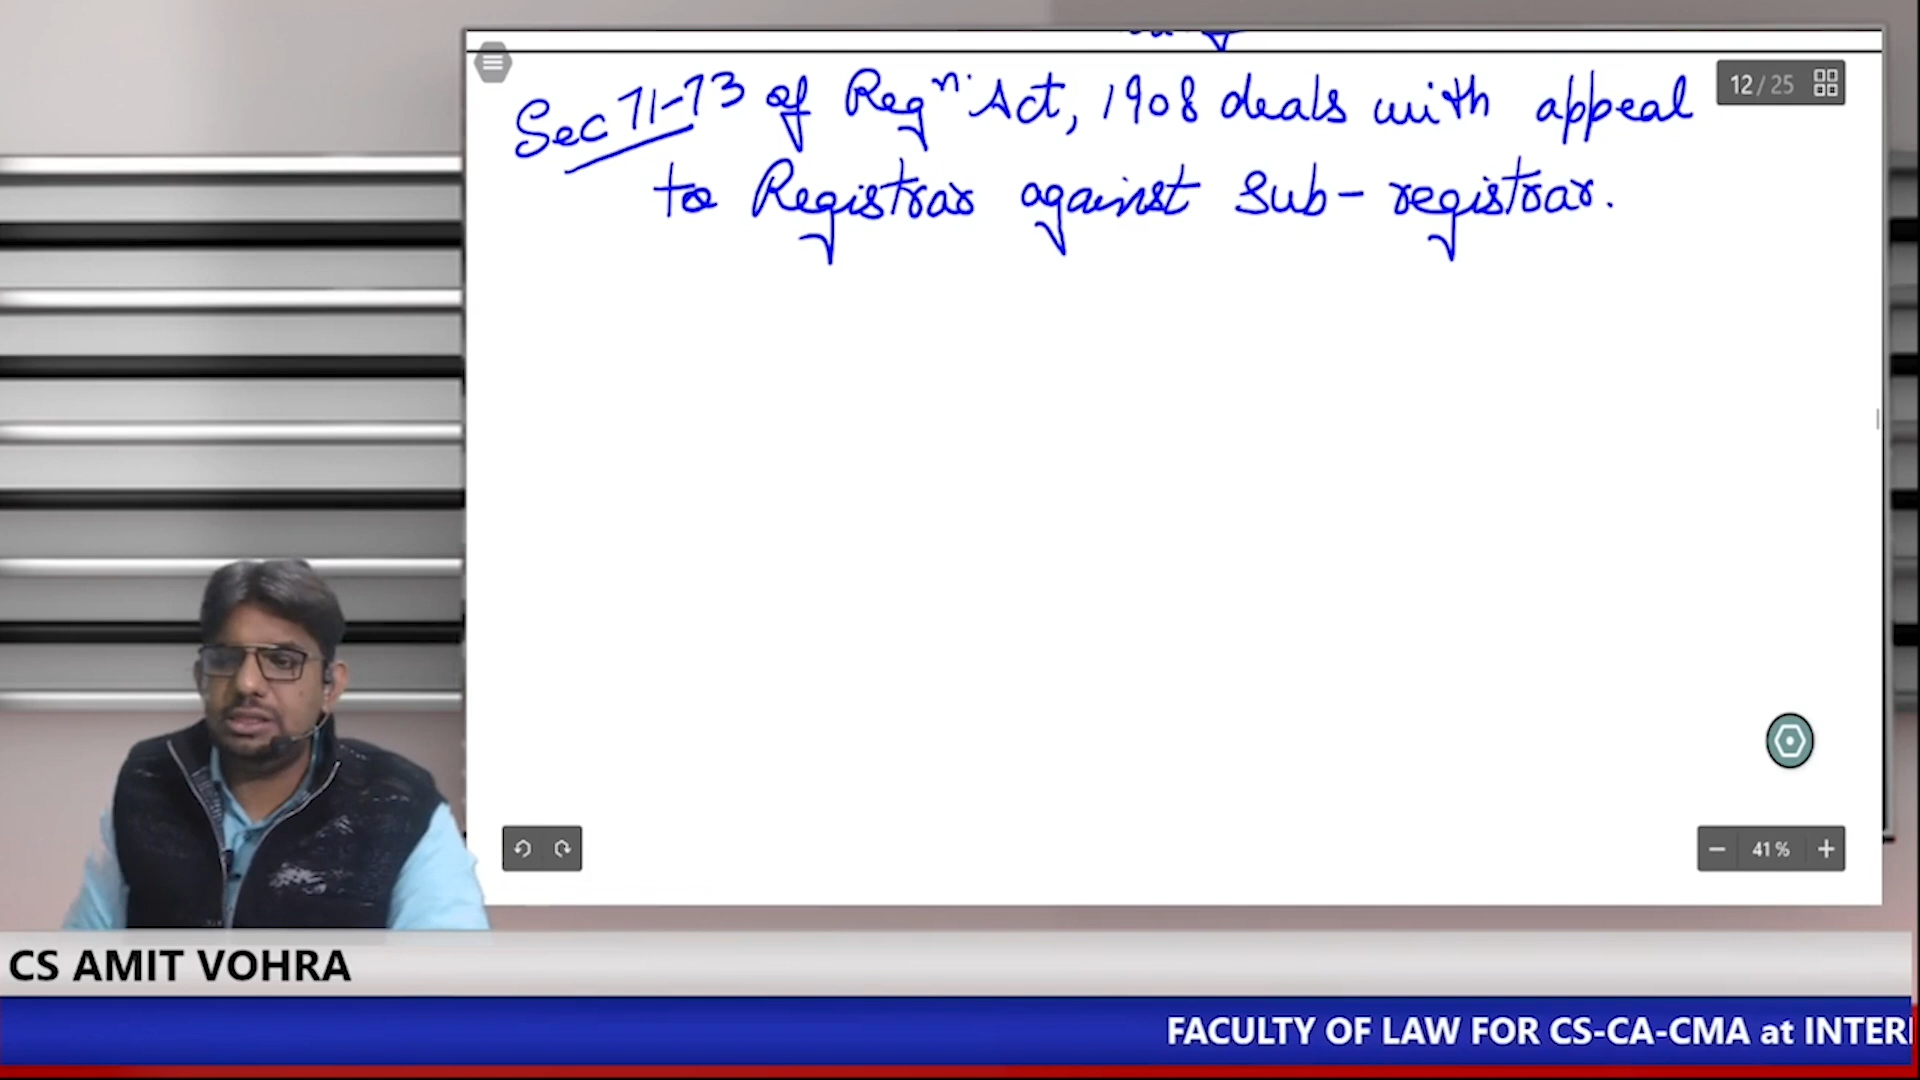 Sec 71-73 of Regn. Act, 1908 deals with appeal
to Registrar against Sub-registrar.
12 / 25
41 %
CS AMIT VOHRA
FACULTY OF LAW FOR CS-CA-CMA at INTER